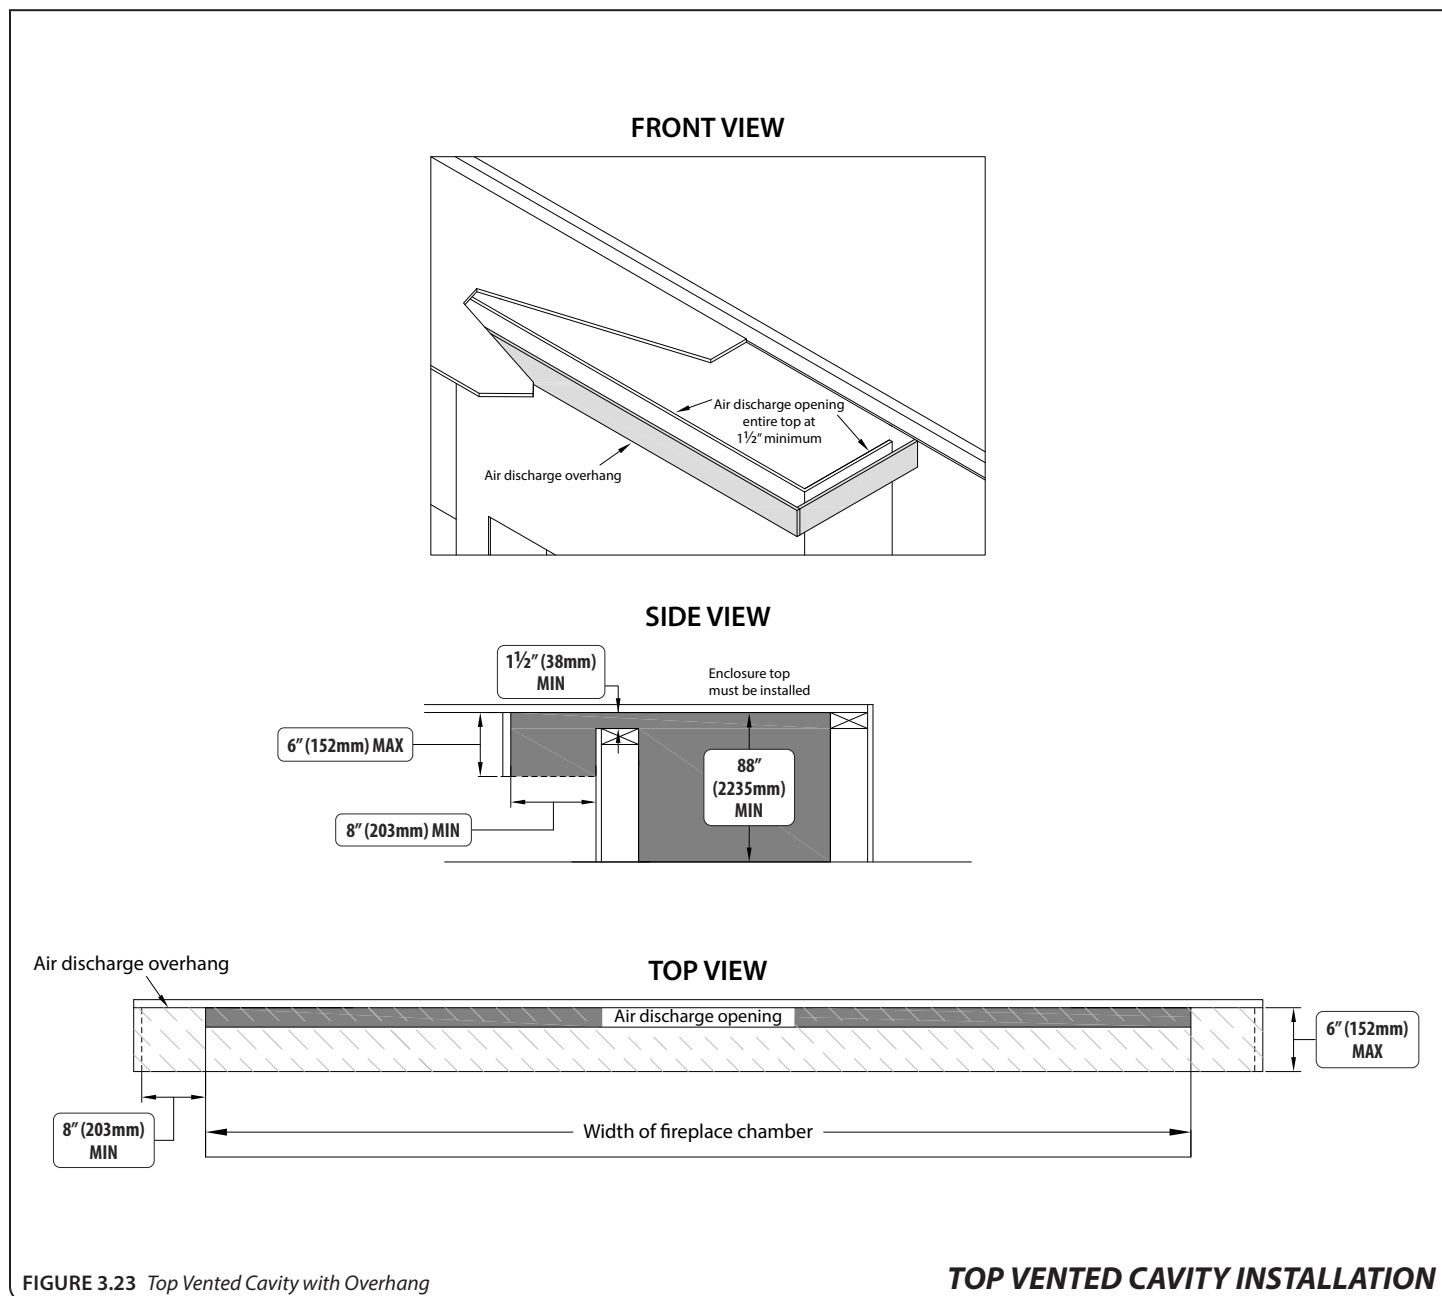 FRONT VIEW
Air discharge opening
entire top at
1½" minimum
Air discharge overhang
SIDE VIEW
1½" (38mm)
MIN
Enclosure top
must be installed
6" (152mm) MAX
88"
(2235mm)
MIN
8" (203mm) MIN
Air discharge overhang
TOP VIEW
Air discharge opening
6" (152mm)
MAX
8" (203mm)
MIN
Width of fireplace chamber
FIGURE 3.23 Top Vented Cavity with Overhang
TOP VENTED CAVITY INSTALLATION